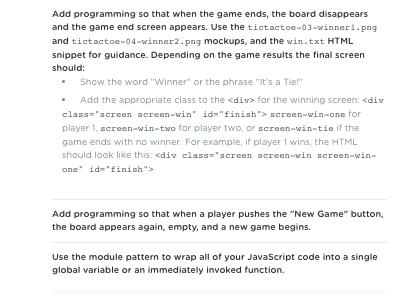 Add programming so that when the game ends, the board disappears
and the game end screen appears. Use the tictactoe-03-winner1.png
and tictactoe-04-winner2.png mockups, and the win.txt HTML
snippet for guidance. Depending on the game results the final screen
should:
• Show the word "Winner" or the phrase "It's a Tie!"
• Add the appropriate class to the <div> for the winning screen: <div
class="screen screen-win" id="finish"> screen-win-one for
player 1, screen-win-two for player two, or screen-win-tie if the
game ends with no winner. For example, if player 1 wins, the HTML
should look like this: <div class="screen screen-win screen-win-
one" id="finish">
Add programming so that when a player pushes the "New Game" button,
the board appears again, empty, and a new game begins.
Use the module pattern to wrap all of your JavaScript code into a single
global variable or an immediately invoked function.